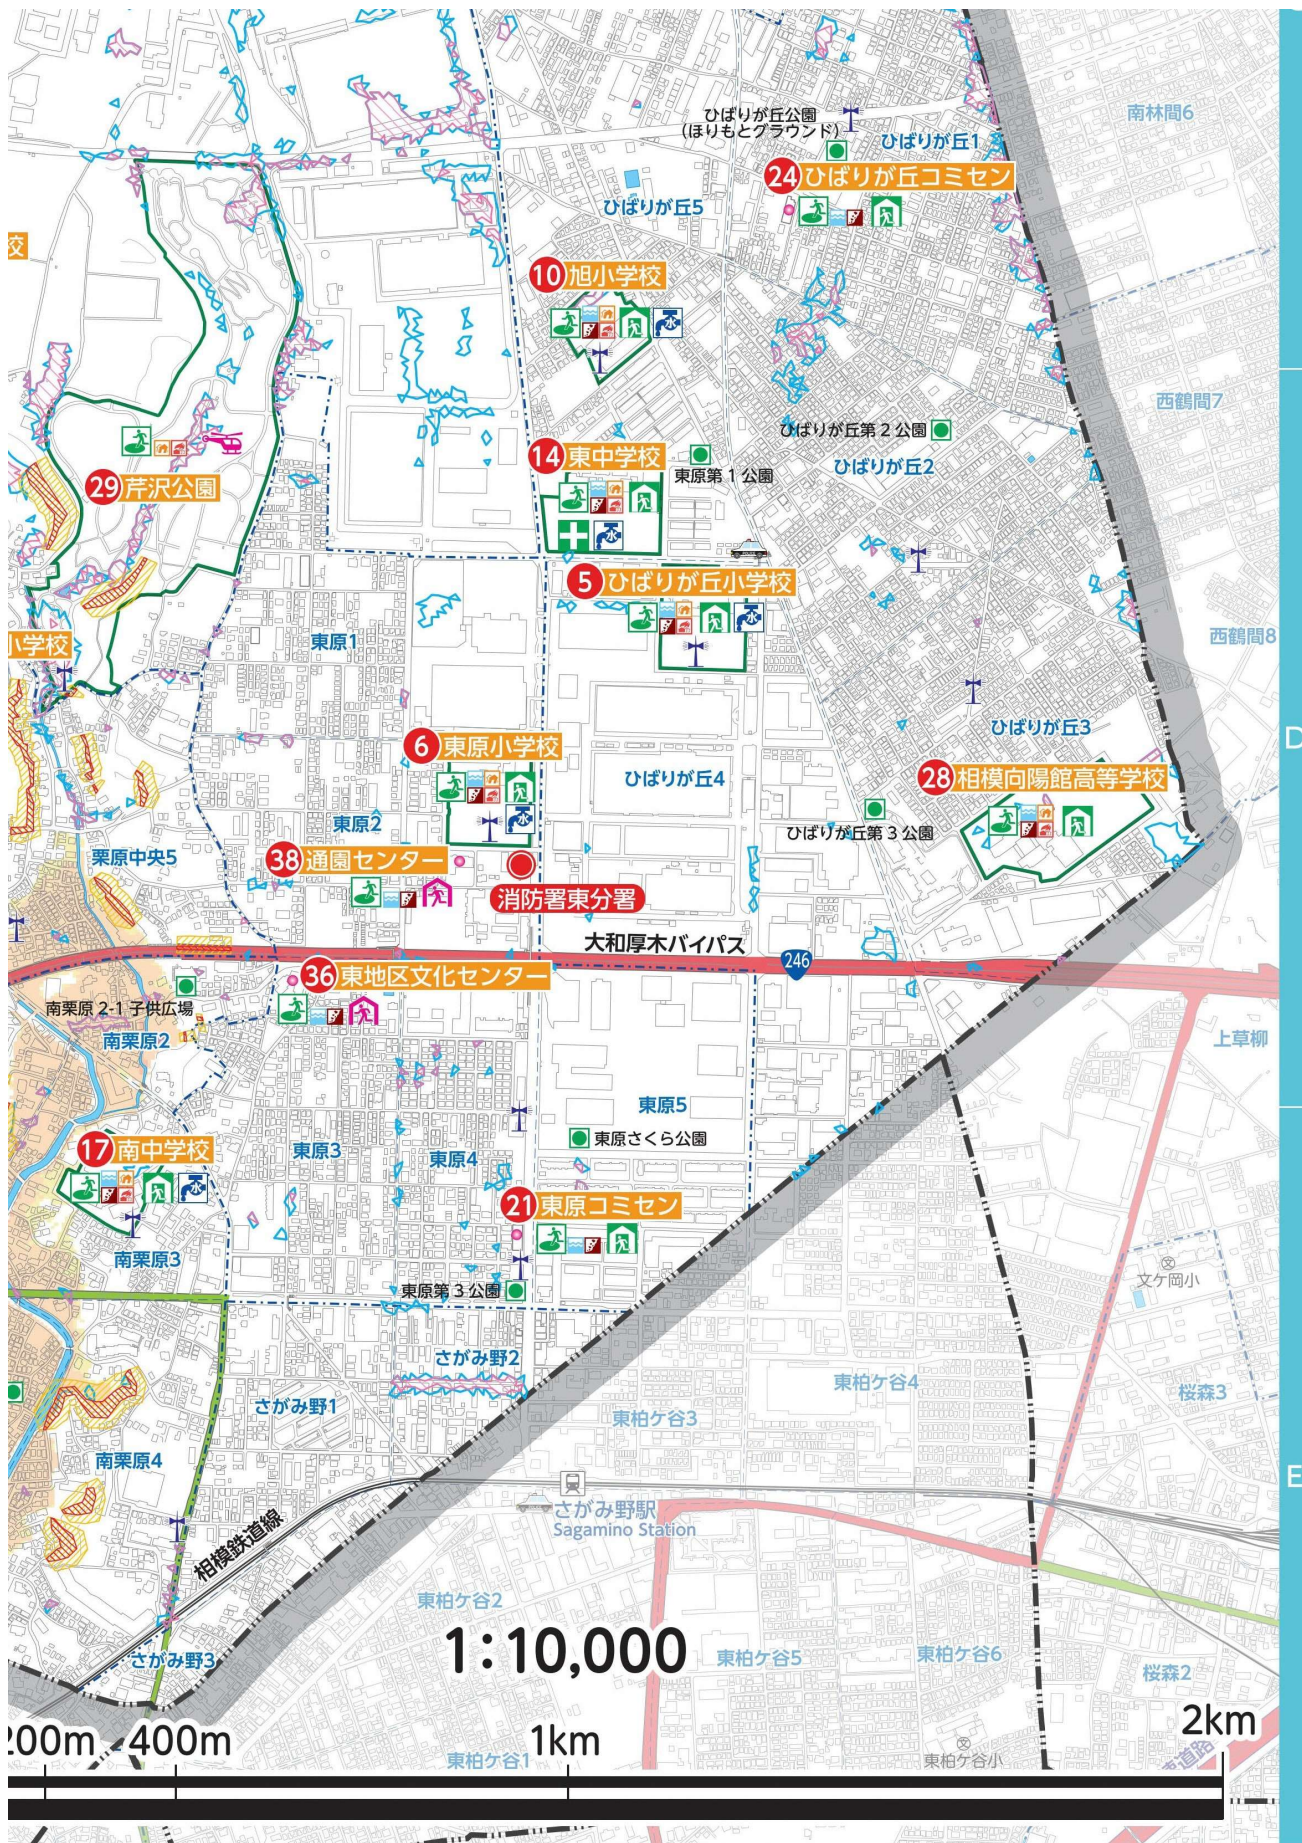 南林間6
ひばりが丘公園
(ほりもとグラウンド)
ひばりが丘1
24 ひばりが丘コミセン
ひばりが丘5
校
10 旭小学校
水
西鶴間7
ひばりが丘第2公園
14 東中学校
東原第1公園
ひばりが丘2
29 芹沢公園
水
5 ひばりが丘小学校
水
東原1
小学校
西鶴間8
ひばりが丘3
D
6 東原小学校
ひばりが丘4
28 相模向陽館高等学校
水
東原2
ひばりが丘第3公園
栗原中央5
38 通園センター
消防署東分署
大和厚木バイパス
246
36 東地区文化センター
南栗原2-1子供広場
南栗原2
上草柳
東原5
東原さくら公園
17 南中学校
東原3
東原4
水
21 東原コミセン
南栗原3
文ケ岡小
東原第3公園
さがみ野2
東柏ケ谷4
桜森3
さがみ野1
東柏ケ谷3
南栗原4
E
さがみ野駅
Sagamino Station
相模鉄道線
東柏ケ谷2
1:10,000
東柏ケ谷5
東柏ケ谷6
さがみ野3
桜森2
200m
400m
1km
2km
東柏ケ谷1
東柏ケ谷小
速道路